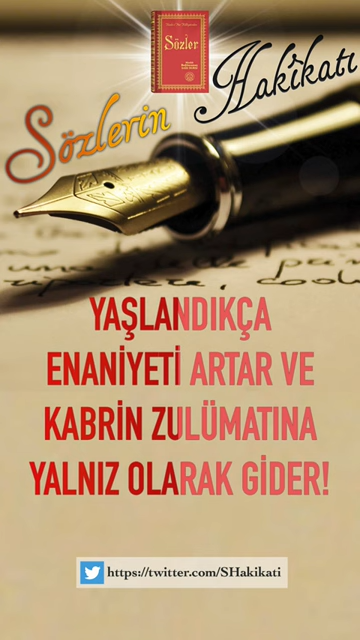 Sözler
Sözlerin
Hakîkatı
YAŞLANDIKÇA
ENANİYETİ ARTAR VE
KABRİN ZULÜMATINA
YALNIZ OLARAK GİDER!
https://twitter.com/SHakikati